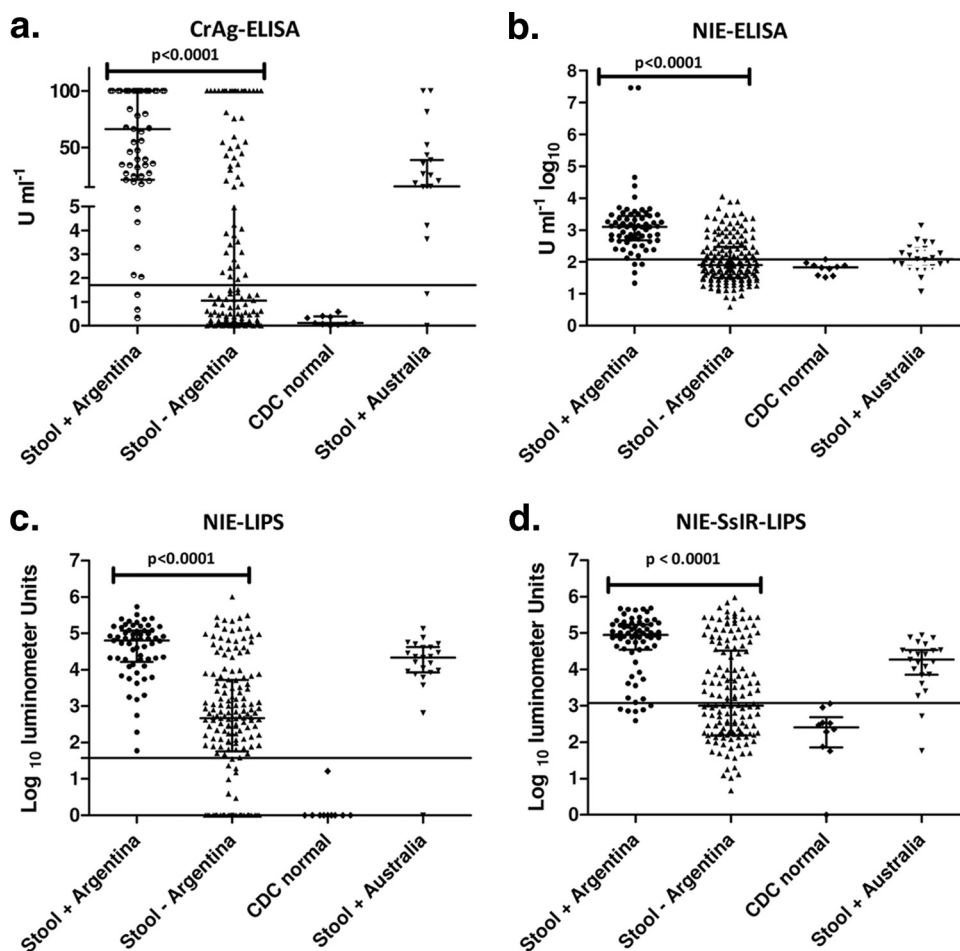 a.
CrAg-ELISA
p<0.0001
U ml-1
100
50
5
4
3
2
1
0
Stool + Argentina
Stool - Argentina
CDC normal
Stool + Australia
b.
NIE-ELISA
p<0.0001
U ml-1 log10
8
7
6
5
4
3
2
1
0
Stool + Argentina
Stool - Argentina
CDC normal
Stool + Australia
c.
NIE-LIPS
p<0.0001
Log 10 luminometer Units
7
6
5
4
3
2
1
0
Stool + Argentina
Stool - Argentina
CDC normal
Stool + Australia
d.
NIE-SsIR-LIPS
p < 0.0001
Log 10 luminometer Units
7
6
5
4
3
2
1
0
Stool + Argentina
Stool - Argentina
CDC normal
Stool + Australia